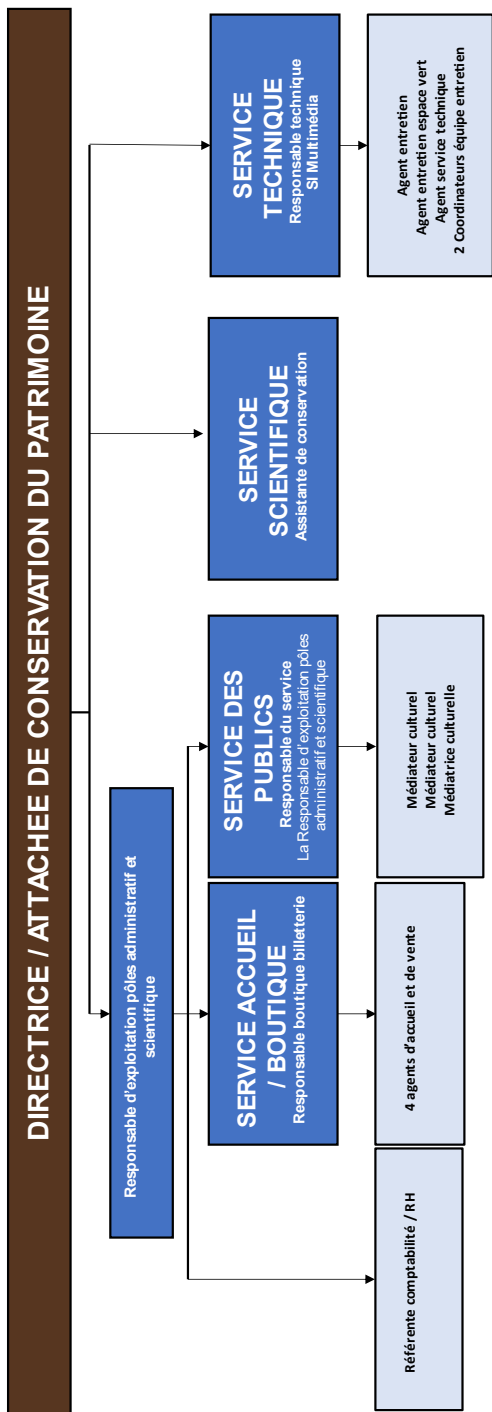 DIRECTRICE / ATTACHEE DE CONSERVATION DU PATRIMOINE
Responsable d'exploitation pôles administratif et
scientifique
SERVICE ACCUEIL
/ BOUTIQUE
Responsable boutique billetterie
SERVICE DES
PUBLICS
Responsable du service
La Responsable d'exploitation pôles
administratif et scientifique
SERVICE
SCIENTIFIQUE
Assistante de conservation
SERVICE
TECHNIQUE
Responsable technique
SI Multimédia
Référente comptabilité / RH
4 agents d'accueil et de vente
Médiateur culturel
Médiateur culturel
Médiatrice culturelle
Agent entretien
Agent entretien espace vert
Agent service technique
2 Coordinateurs équipe entretien